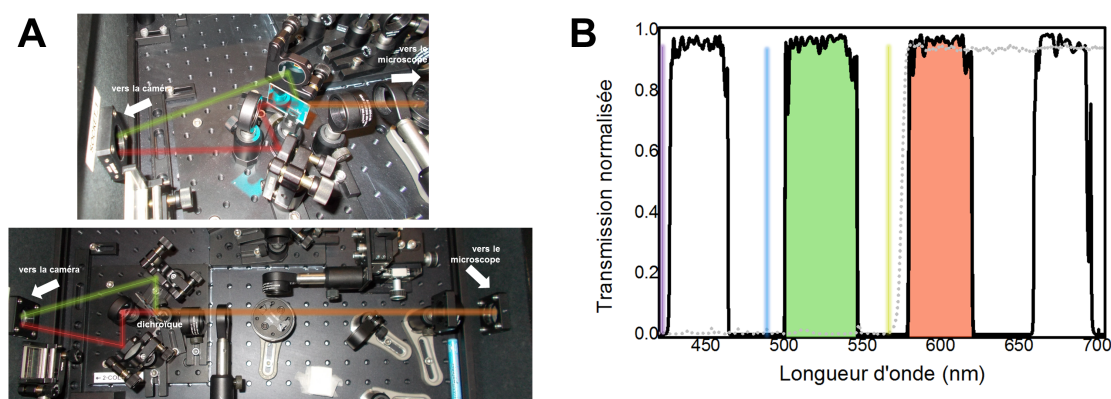 A
vers le
microscope
vers la caméra
vers la caméra
vers le
microscope
dichroïque
B
Transmission normalisée
1.0
0.8
0.6
0.4
0.2
0.0
450
500
550
600
650
700
Longueur d'onde (nm)